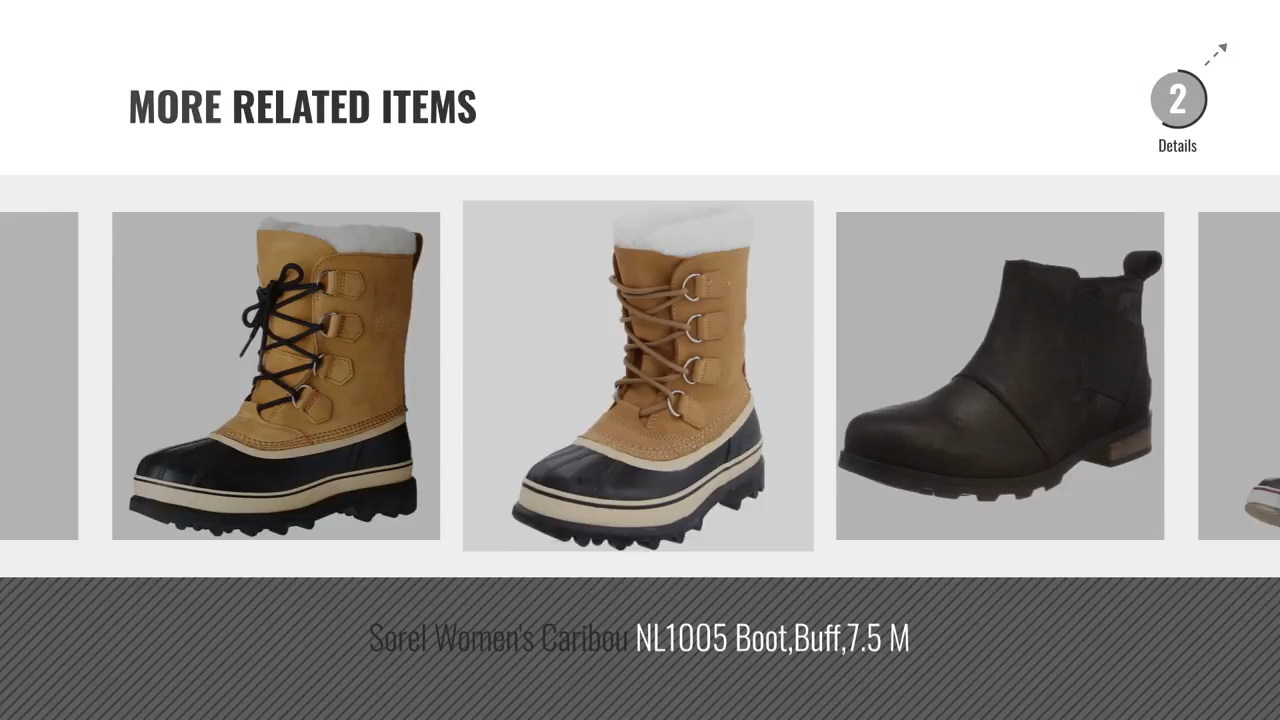 MORE RELATED ITEMS
2
Details
Sorel Women's Caribou NL1005 Boot,Buff,7.5 M